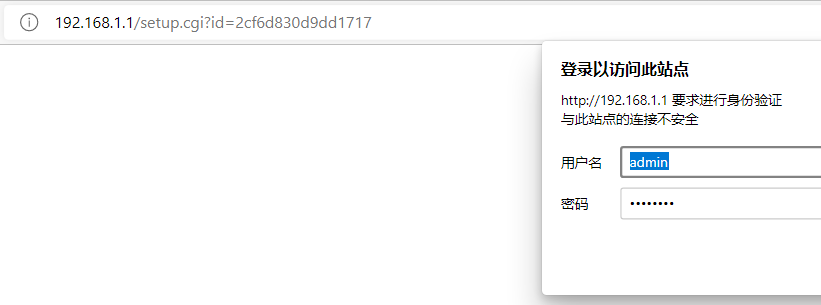 192.168.1.1/setup.cgi?id=2cf6d830d9dd1717
登录以访问此站点
http://192.168.1.1 要求进行身份验证
与此站点的连接不安全
用户名 admin
密码 ••••••••